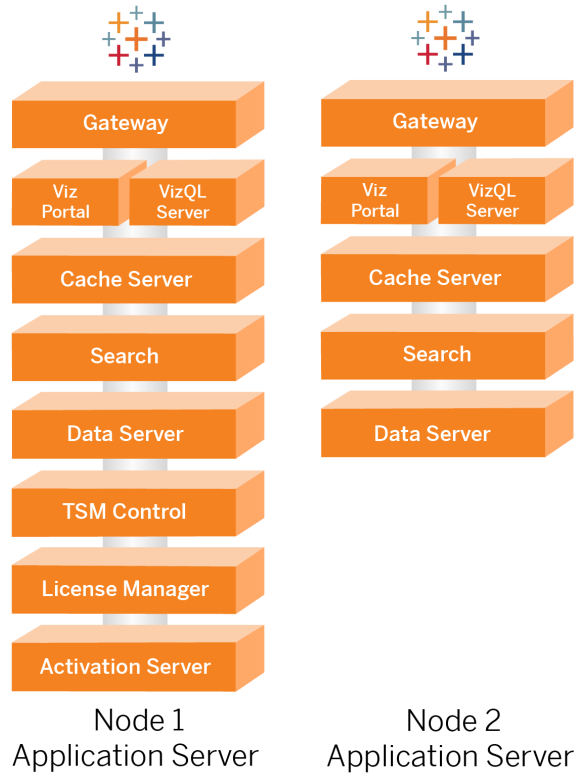 Gateway
Viz
Portal
VizQL
Server
Cache Server
Search
Data Server
TSM Control
License Manager
Activation Server
Node 1
Application Server
Gateway
Viz
Portal
VizQL
Server
Cache Server
Search
Data Server
Node 2
Application Server